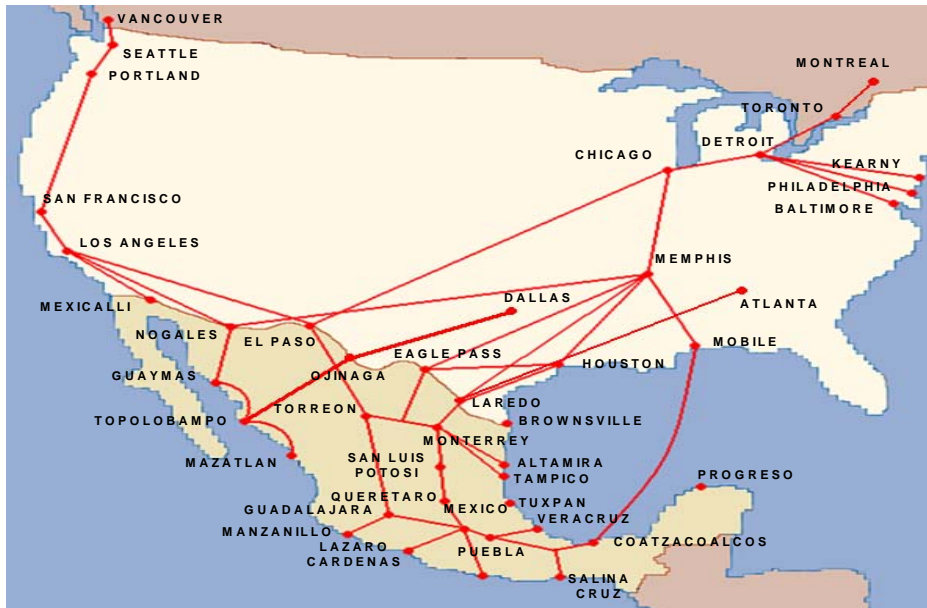 VANCOUVER
SEATTLE
PORTLAND
MONTREAL
TORONTO
DETROIT
CHICAGO
KEARNY
PHILADELPHIA
BALTIMORE
SAN FRANCISCO
LOS ANGELES
MEMPHIS
MEXICALLI
DALLAS
ATLANTA
NOGALES
EL PASO
MOBILE
EAGLE PASS
HOUSTON
OJINAGA
GUAYMAS
LAREDO
TORREON
TOPOLOBAMPO
BROWNSVILLE
MONTERREY
MAZATLAN
SAN LUIS
POTOSI
ALTAMIRA
TAMPICO
PROGRESO
QUERETARO
MEXICO
TUXPAN
GUADALAJARA
VERACRUZ
MANZANILLO
LAZARO
CARDENAS
PUEBLA
COATZACOALCOS
SALINA
CRUZ